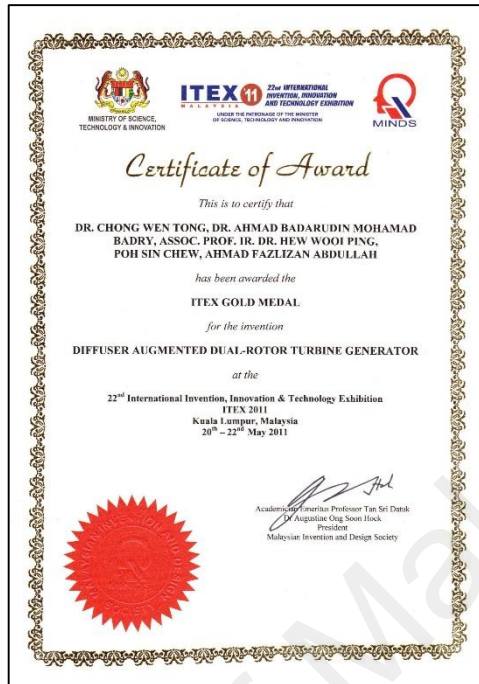 MINISTRY OF SCIENCE,
TECHNOLOGY & INNOVATION
ITEX 11
MALAYSIA
22nd INTERNATIONAL
INVENTION, INNOVATION
AND TECHNOLOGY EXHIBITION
UNDER THE PATRONAGE OF THE MINISTER
OF SCIENCE, TECHNOLOGY AND INNOVATION
MINDS
Certificate of Award
This is to certify that
DR. CHONG WEN TONG, DR. AHMAD BADARUDIN MOHAMAD
BADRY, ASSOC. PROF. IR. DR. HEW WOOI PING,
POH SIN CHEW, AHMAD FAZLIZAN ABDULLAH
has been awarded the
ITEX GOLD MEDAL
for the invention
DIFFUSER AUGMENTED DUAL-ROTOR TURBINE GENERATOR
at the
22nd International Invention, Innovation & Technology Exhibition
ITEX 2011
Kuala Lumpur, Malaysia
20th – 22nd May 2011
Academician Emeritus Professor Tan Sri Datuk
Dr Augustine Ong Soon Hock
President
Malaysian Invention and Design Society